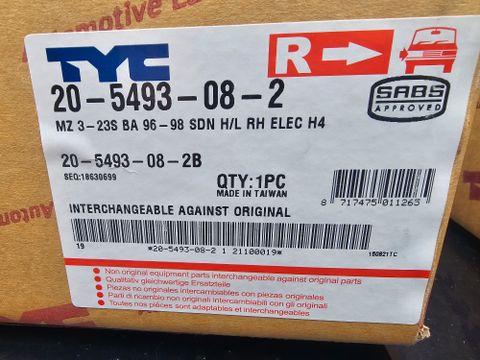 Automotive L
TYC
R
20-5493-08-2
SABS
APPROVED
MZ 3-23S BA 96-98 SDN H/L RH ELEC H4
20-5493-08-2B
SEQ:18630699
QTY:1PC
MADE IN TAIWAN
8 717475 011265
INTERCHANGEABLE AGAINST ORIGINAL
19
*20-5493-08-2 1 21100019*
150821TC
Non original equipment parts interchangeable against original parts
Qualitativ gleichwertige Ersatzteile
Piezas no originales intercambiables con piezas originales
Parti di ricambio non originali intercambiabili con gli originali
Toutes nos pièces sont adaptables et interchangeables
Autom